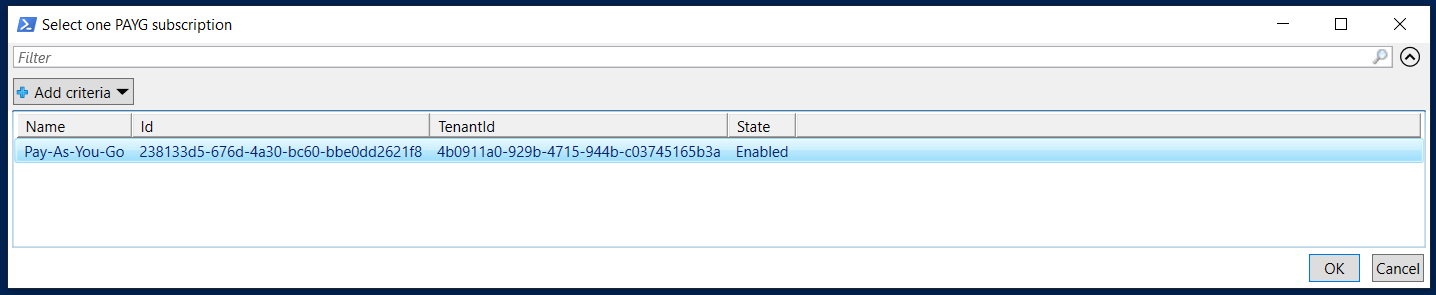 Select one PAYG subscription
Filter
Add criteria
Name Id TenantId State
Pay-As-You-Go 238133d5-676d-4a30-bc60-bbe0dd2621f8 4b0911a0-929b-4715-944b-c03745165b3a Enabled
OK Cancel